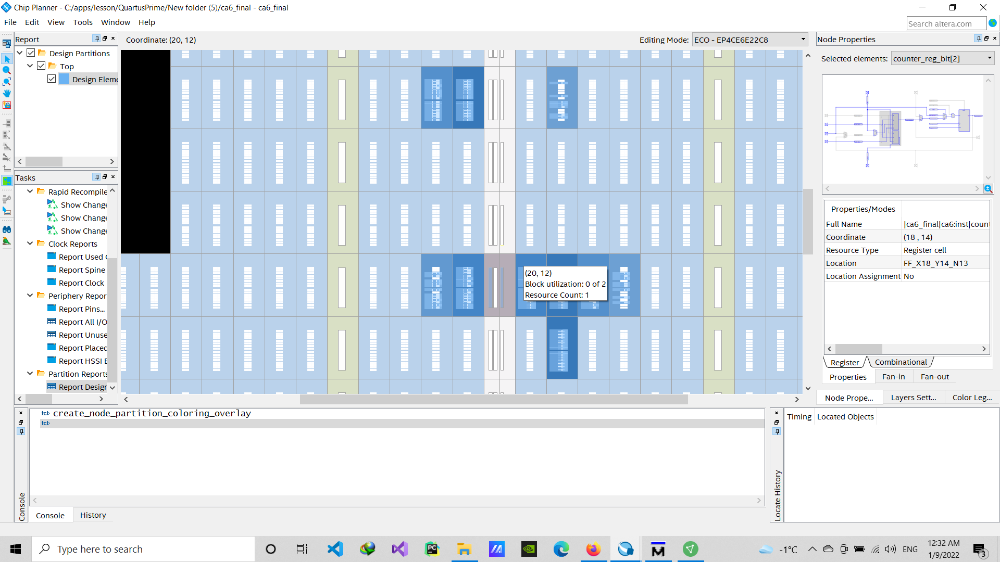 Chip Planner - C:/apps/lesson/QuartusPrime/New folder (5)/ca6_final - ca6_final
File Edit View Tools Window Help
Search altera.com
Report
Design Partitions
Top
Design Eleme
Tasks
Rapid Recompile
Show Change
Show Change
Show Change
Clock Reports
Report Used
Report Spine
Report Clock
Periphery Repor
Report Pins...
Report All I/O
Report Unuse
Report Placec
Report HSSI
Partition Reports
Report Desigr
Coordinate: (20, 12)
Editing Mode: ECO - EP4CE6E22C8
(20, 12)
Block utilization: 0 of 2
Resource Count: 1
Node Properties
Selected elements: counter_reg_bit[2]
Properties/Modes
Full Name |ca6_final|ca6:inst|count
Coordinate (18 , 14)
Resource Type Register cell
Location FF_X18_Y14_N13
Location Assignment No
Register Combinational
Properties Fan-in Fan-out
Node Prope... Layers Sett... Color Leg...
tcl> create_node_partition_coloring_overlay
tcl>
Console
Console History
Locate History
Timing Located Objects
Type here to search
PC
-1°C
ENG
12:32 AM
1/9/2022
3